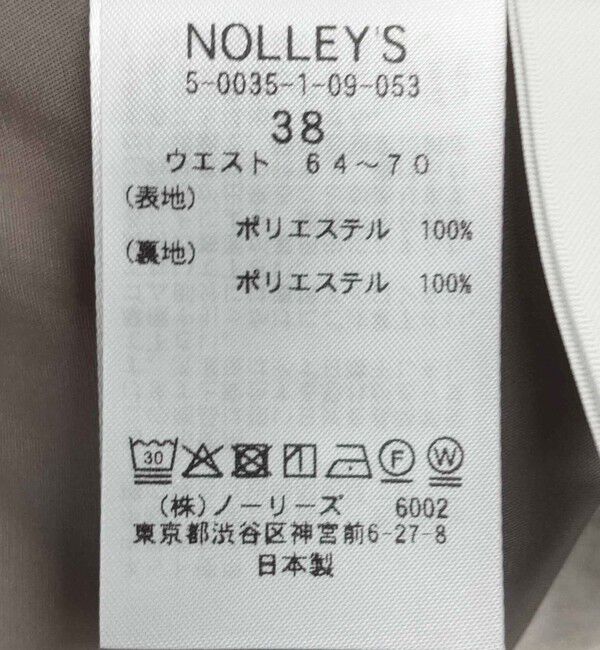 NOLLEY'S
5-0035-1-09-053
38
ウエスト 64～70
(表地)
ポリエステル 100%
(裏地)
ポリエステル 100%
30 F W
(株)ノーリーズ 6002
東京都渋谷区神宮前6-27-8
日本製